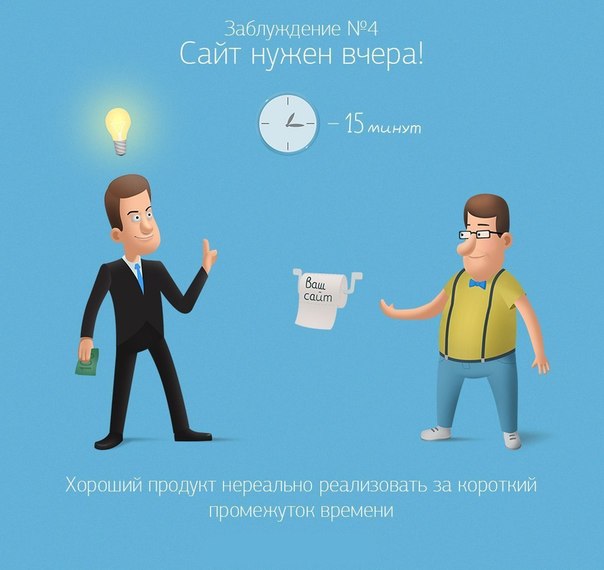 Заблуждение №4
Сайт нужен вчера!
– 15 минут
Ваш
сайт
Хороший продукт нереально реализовать за короткий
промежуток времени